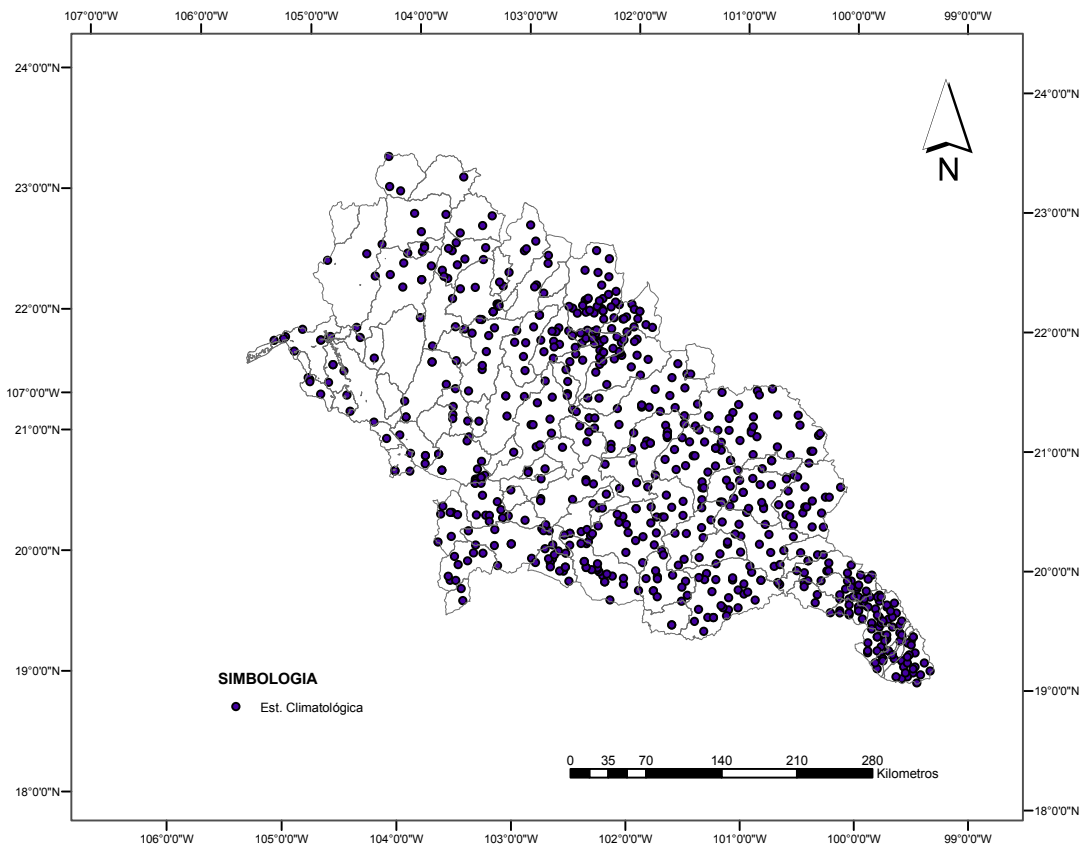 107°0'0"W 106°0'0"W 105°0'0"W 104°0'0"W 103°0'0"W 102°0'0"W 101°0'0"W 100°0'0"W 99°0'0"W
24°0'0"N
24°0'0"N
N
23°0'0"N
23°0'0"N
22°0'0"N
22°0'0"N
107°0'0"W
21°0'0"N
21°0'0"N
20°0'0"N
20°0'0"N
19°0'0"N
19°0'0"N
SIMBOLOGIA
Est. Climatológica
0 35 70 140 210 280
Kilometros
18°0'0"N
18°0'0"N
106°0'0"W 105°0'0"W 104°0'0"W 103°0'0"W 102°0'0"W 101°0'0"W 100°0'0"W 99°0'0"W